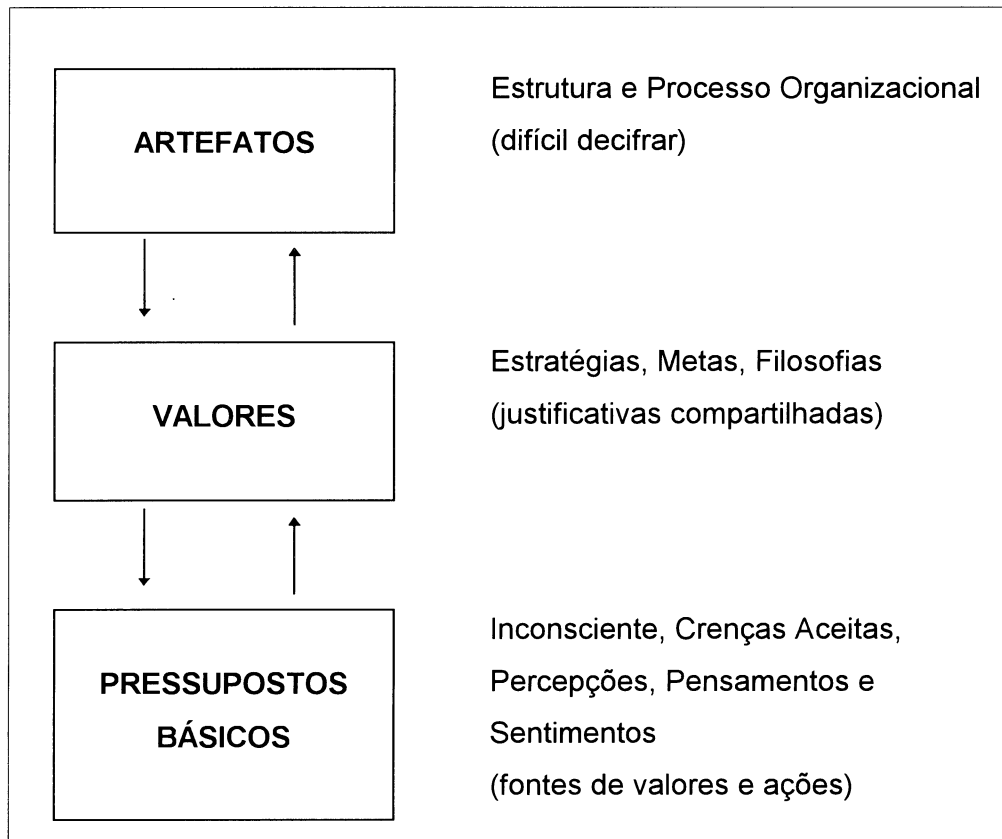 ARTEFATOS
Estrutura e Processo Organizacional
(difícil decifrar)
VALORES
Estratégias, Metas, Filosofias
(justificativas compartilhadas)
PRESSUPOSTOS
BÁSICOS
Inconsciente, Crenças Aceitas,
Percepções, Pensamentos e
Sentimentos
(fontes de valores e ações)